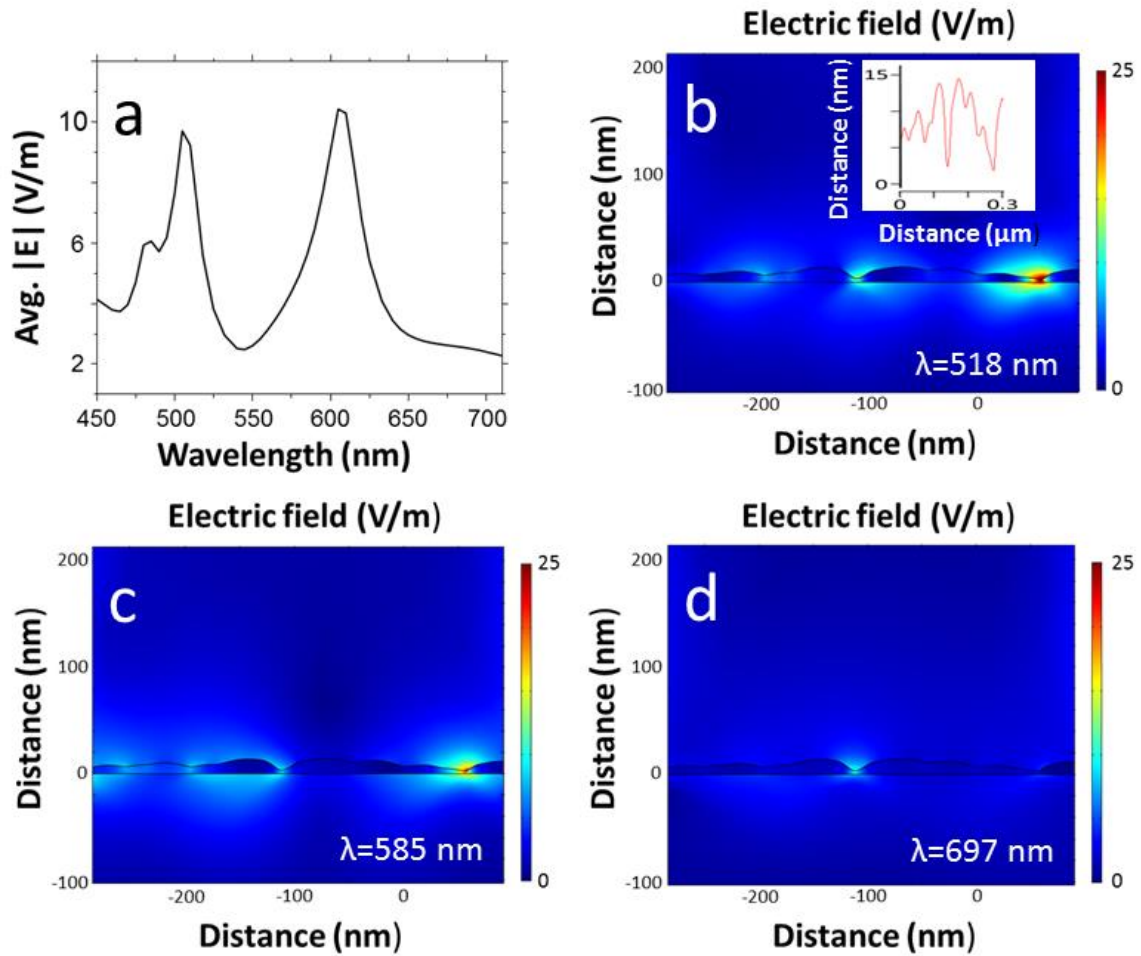 a
Avg. |E| (V/m)
10
6
2
450 500 550 600 650 700
Wavelength (nm)
Electric field (V/m)
b
25
0
Distance (nm)
200
100
0
-100
-200 -100 0
Distance (nm)
λ=518 nm
Distance (nm)
15
0
0 0.3
Distance (μm)
Electric field (V/m)
c
25
0
Distance (nm)
200
100
0
-100
-200 -100 0
Distance (nm)
λ=585 nm
Electric field (V/m)
d
25
0
Distance (nm)
200
100
0
-100
-200 -100 0
Distance (nm)
λ=697 nm